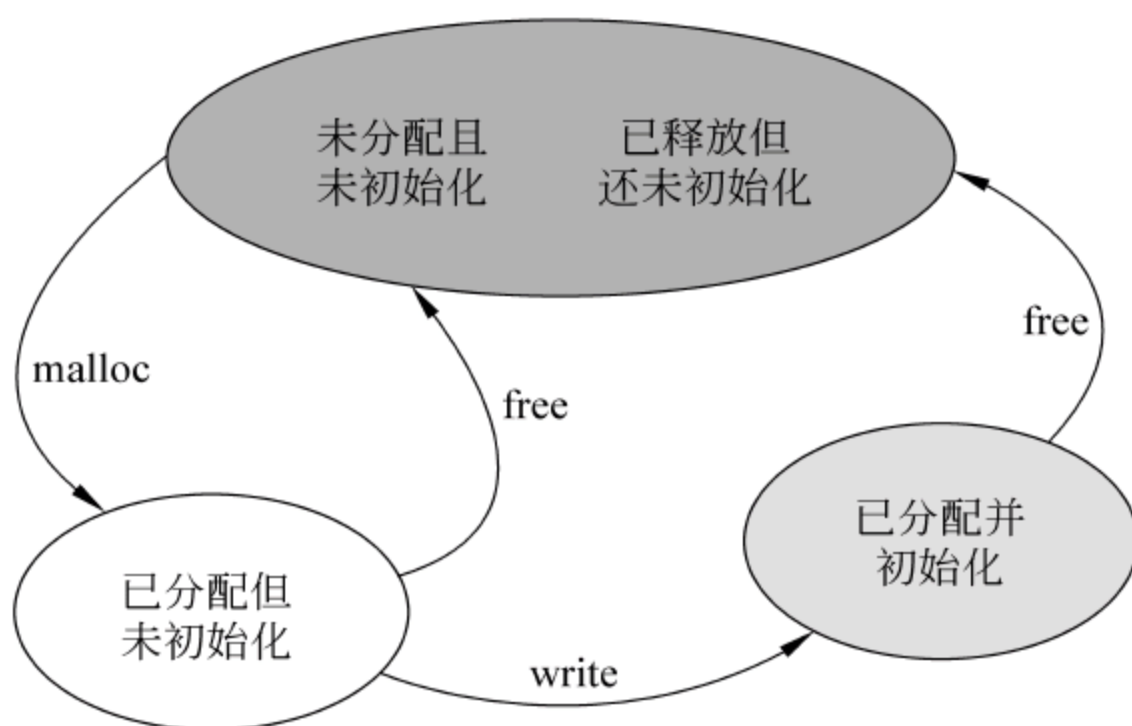 未分配且
未初始化
已释放但
还未初始化
malloc
free
free
已分配并
初始化
已分配但
未初始化
write